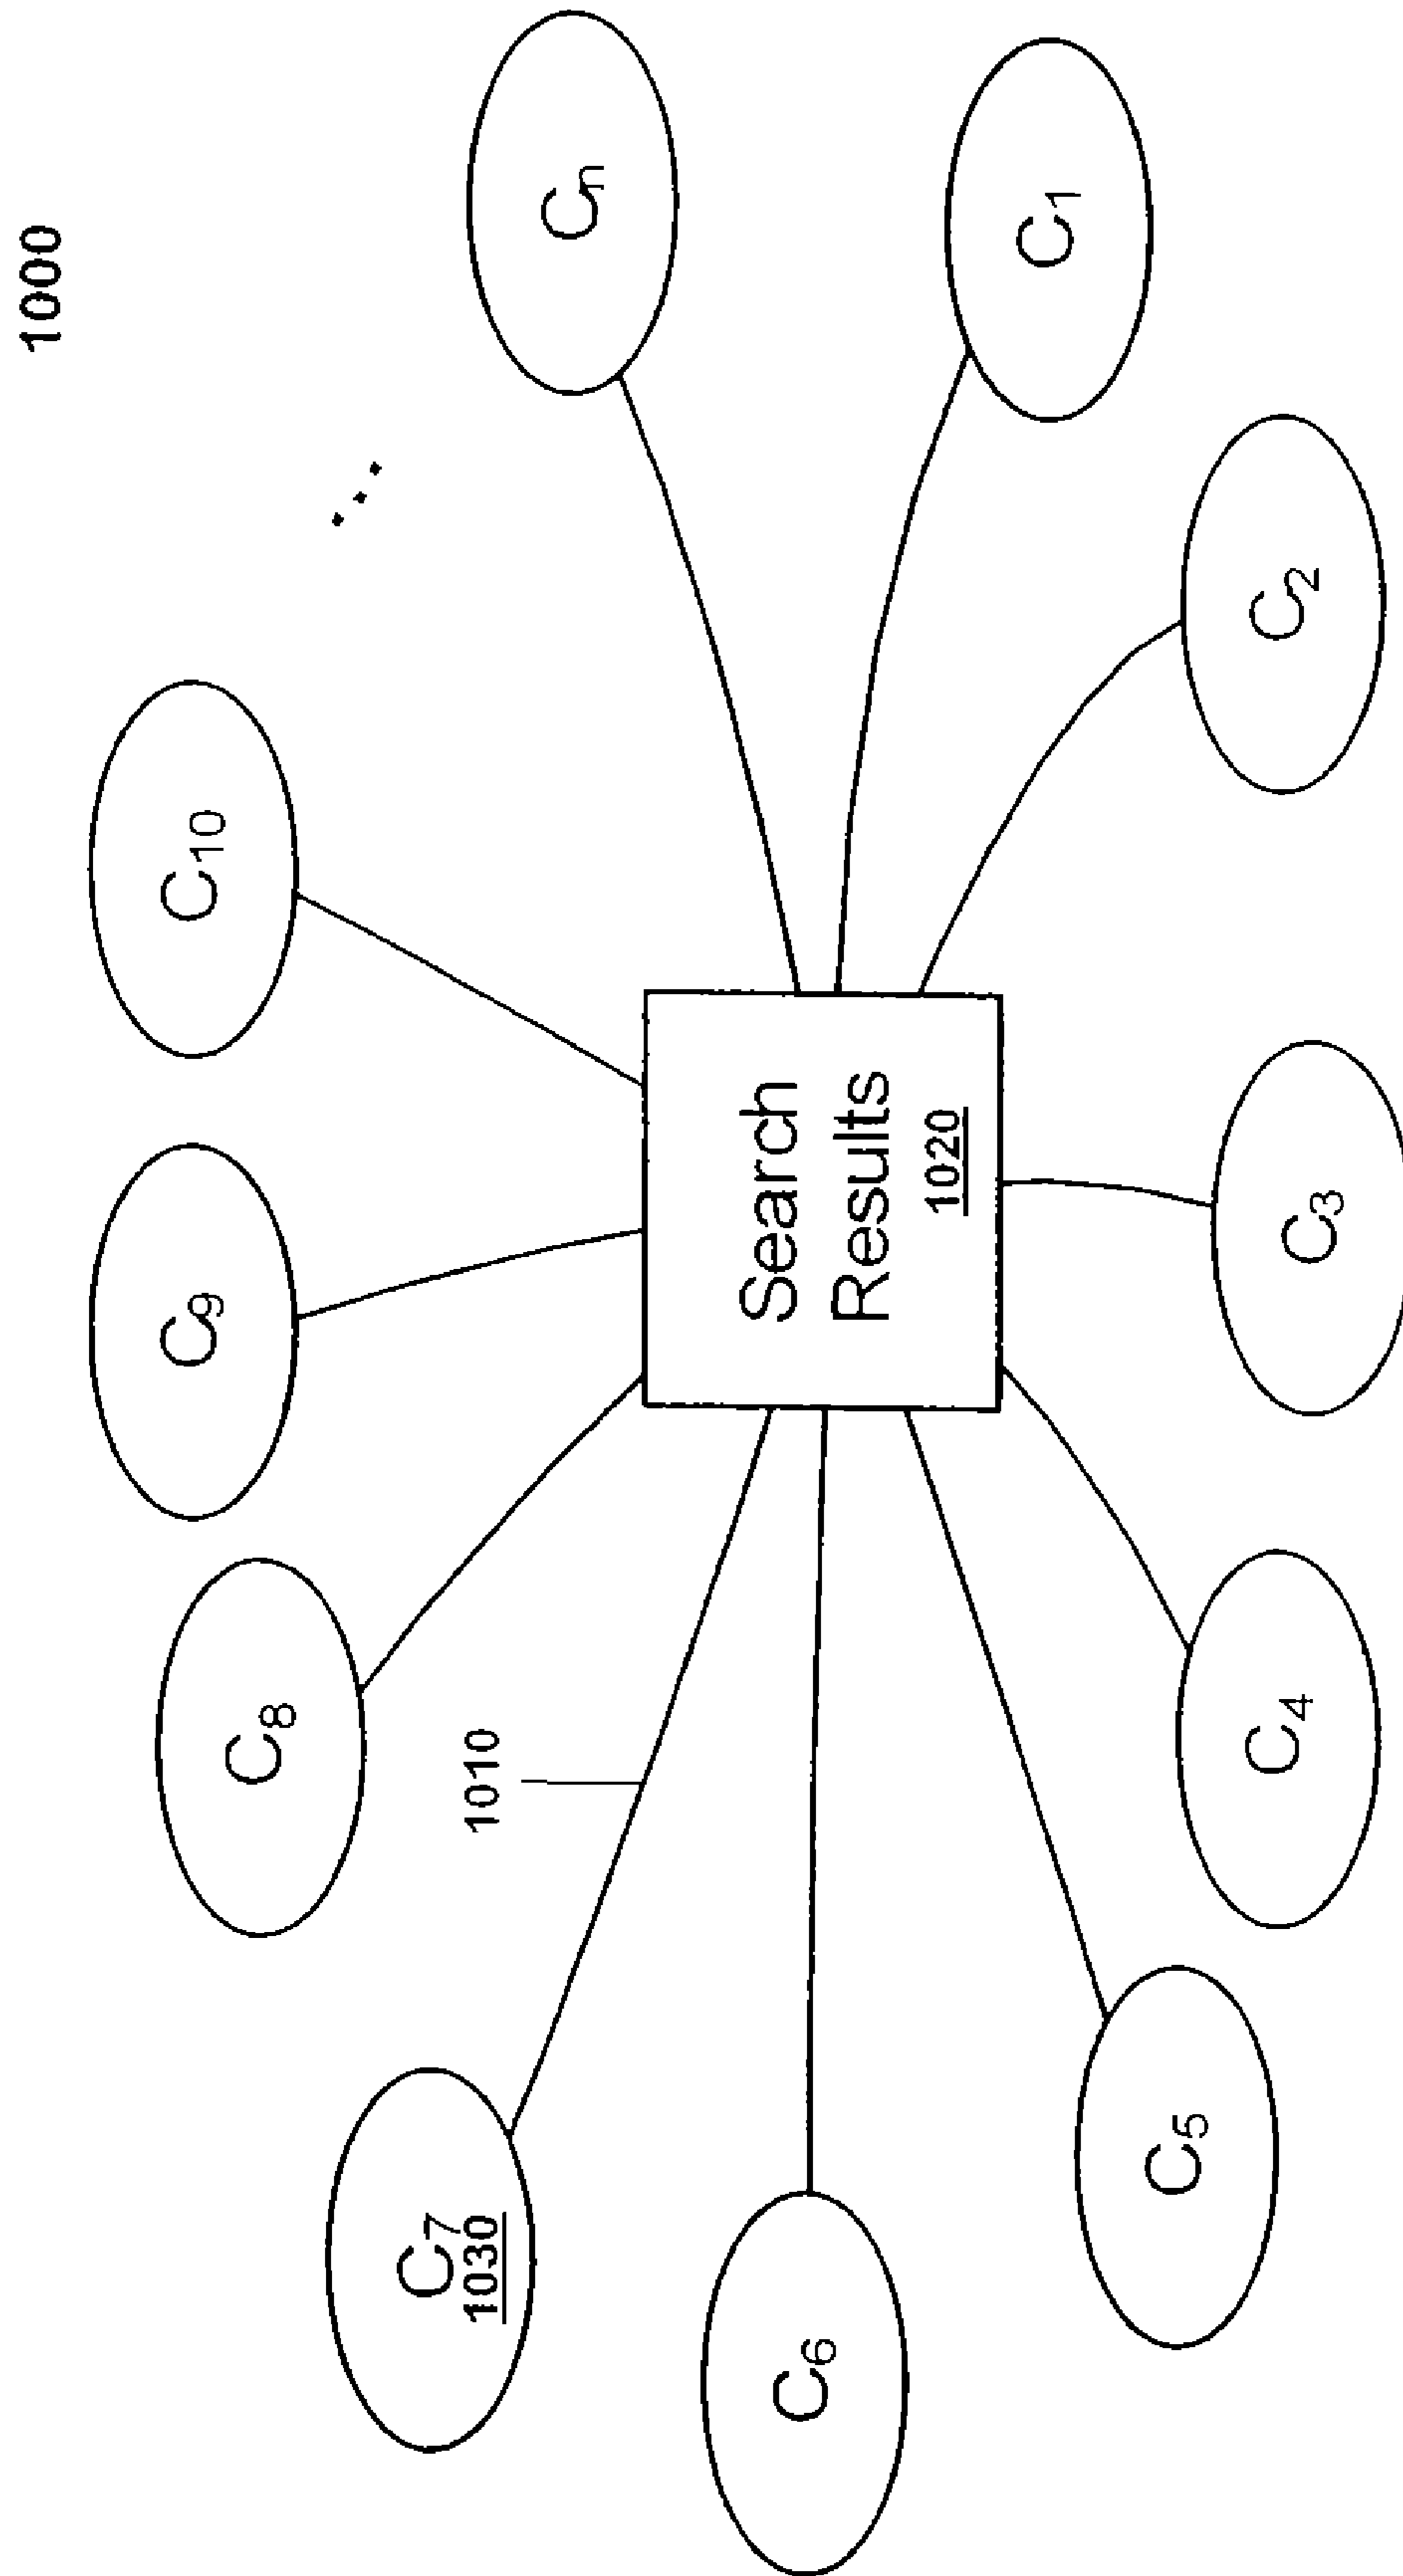 1000
C10
C9
C8
Cn
1010
C7
1030
Search
Results
1020
C1
C6
C2
C5
C4
C3
...